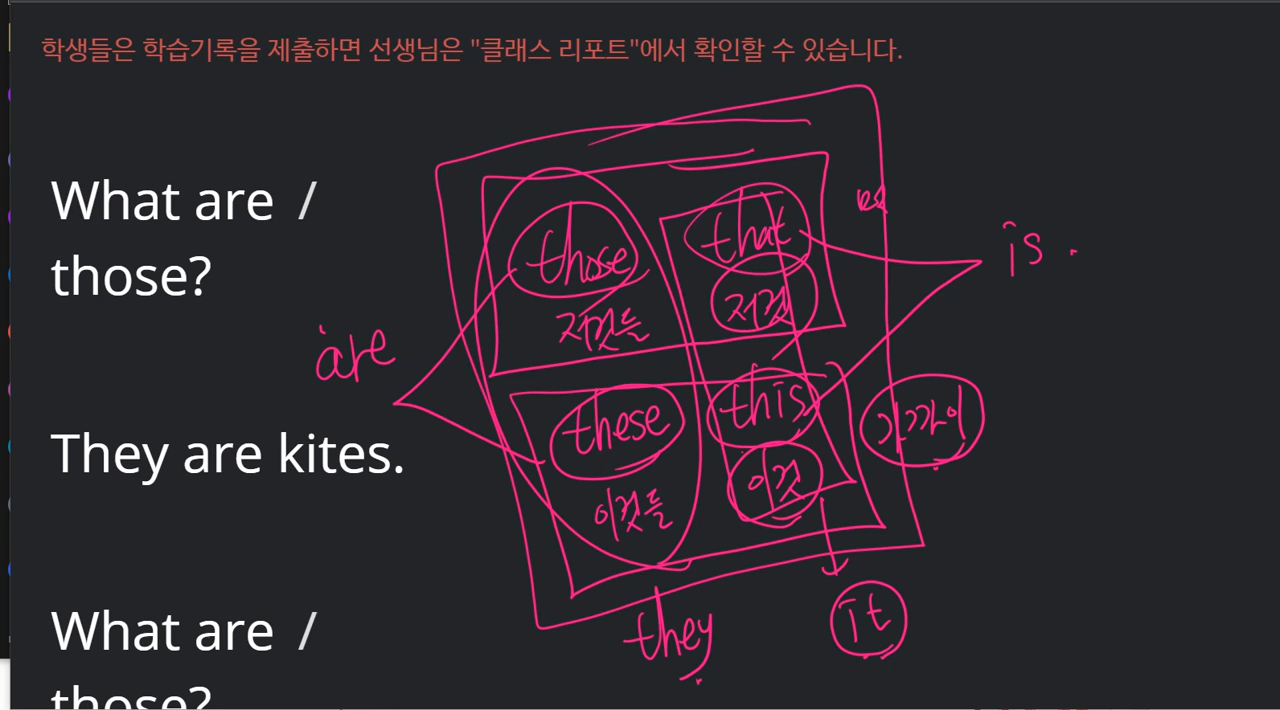 학생들은 학습기록을 제출하면 선생님은 "클래스 리포트"에서 확인할 수 있습니다.
What are /
those?
They are kites.
What are /
those?
those
저것들
that
저것
is.
are
these
이것들
this
이것
가까이
they
it